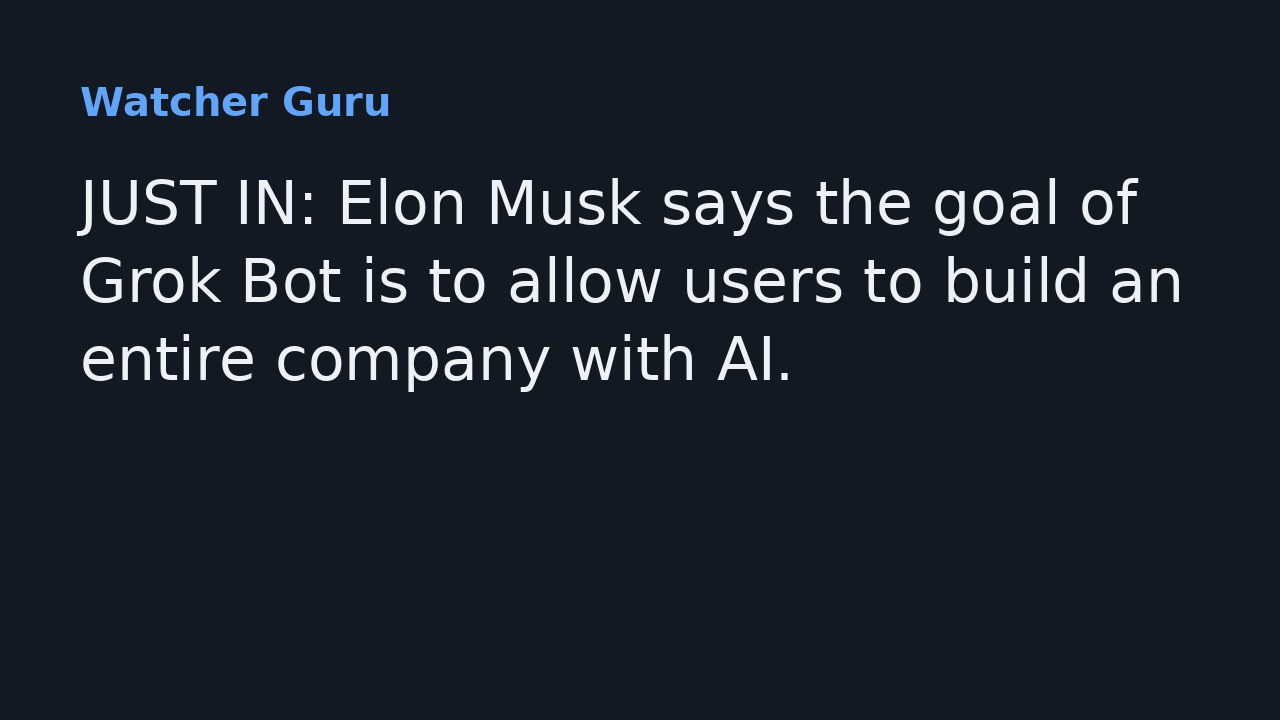 Watcher Guru
JUST IN: Elon Musk says the goal of
Grok Bot is to allow users to build an
entire company with AI.